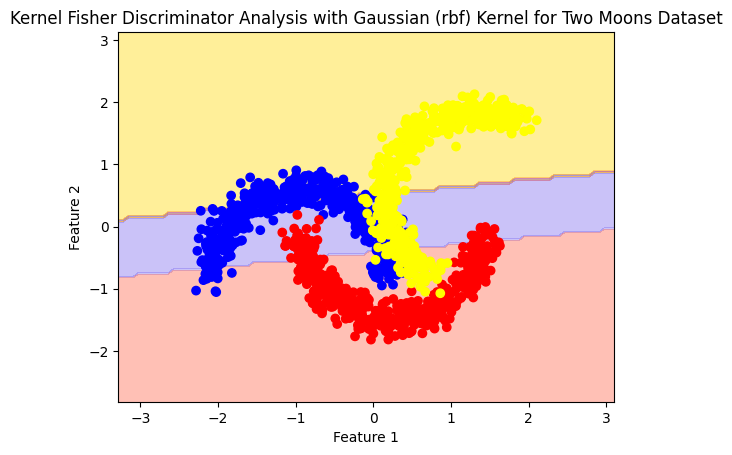 Kernel Fisher Discriminator Analysis with Gaussian (rbf) Kernel for Two Moons Dataset
3
2
1
0
−1
−2
Feature 2
−3 −2 −1 0 1 2 3
Feature 1